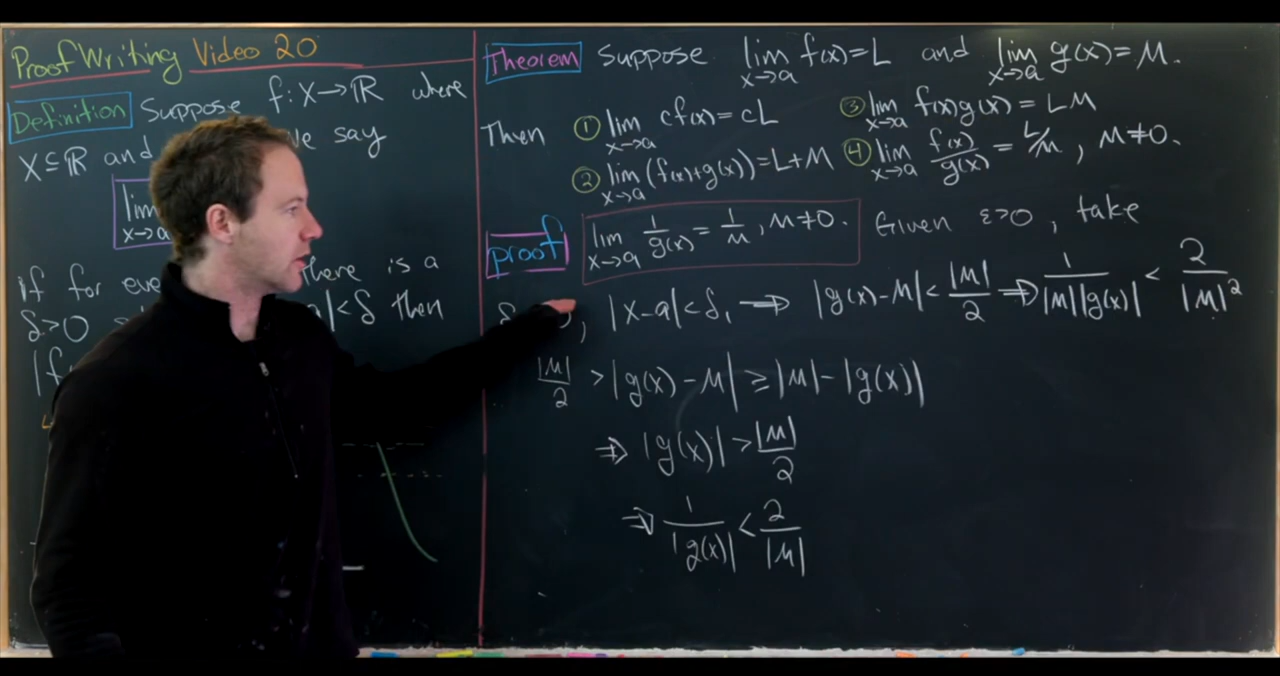 Proof Writing Video 20
Definition Suppose f: X → ℝ where
X ⊆ ℝ and we say
lim
x→a
if for eve there is a
δ>0 |<δ then
|f
Theorem Suppose lim x→a f(x) = L and lim x→a g(x) = M.
Then ① lim x→a cf(x) = cL
② lim x→a (f(x)+g(x)) = L+M
③ lim x→a f(x)g(x) = LM
④ lim x→a f(x)/g(x) = L/M, M≠0.
proof lim x→a 1/g(x) = 1/M, M≠0. Given ε>0, take
, |x-a| < δ₁ → |g(x)-M| < |M|/2 ⇒ 1/(|M||g(x)|) < 2/|M|²
|M|/2 > |g(x)-M| ≥ |M| - |g(x)|
⇒ |g(x)| > |M|/2
⇒ 1/|g(x)| < 2/|M|